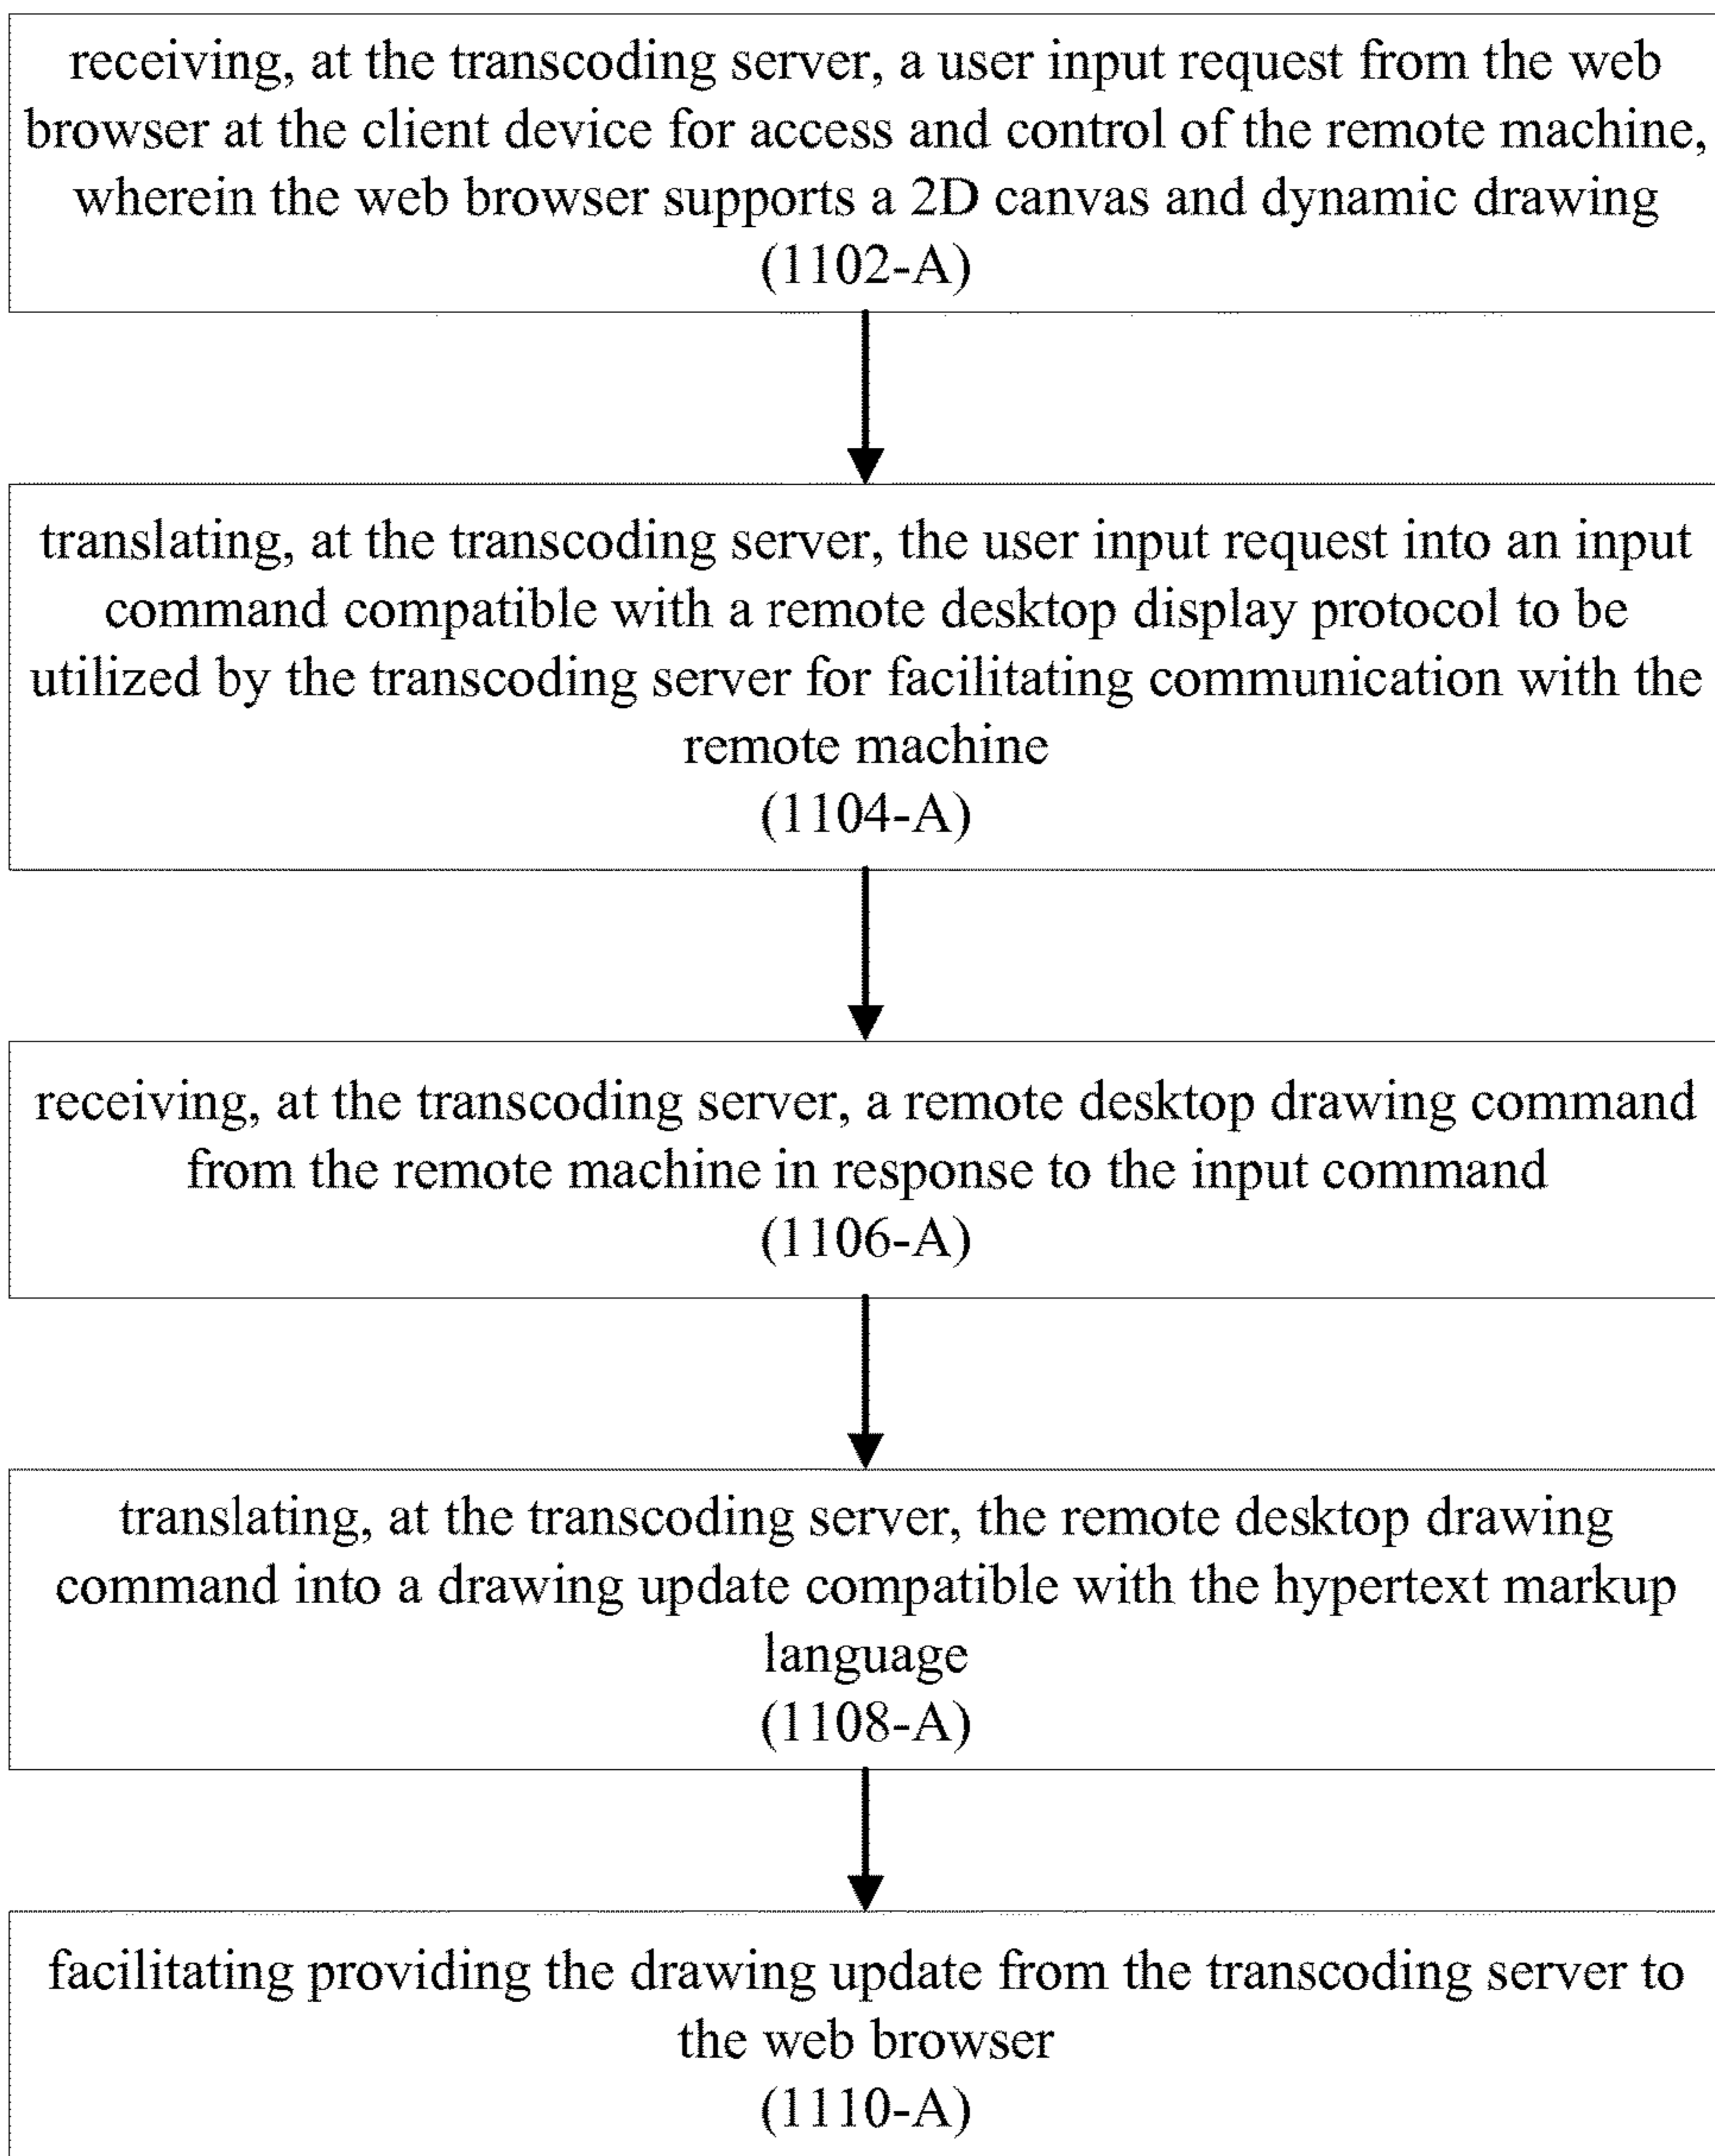 receiving, at the transcoding server, a user input request from the web
browser at the client device for access and control of the remote machine,
wherein the web browser supports a 2D canvas and dynamic drawing
(1102-A)
translating, at the transcoding server, the user input request into an input
command compatible with a remote desktop display protocol to be
utilized by the transcoding server for facilitating communication with the
remote machine
(1104-A)
receiving, at the transcoding server, a remote desktop drawing command
from the remote machine in response to the input command
(1106-A)
translating, at the transcoding server, the remote desktop drawing
command into a drawing update compatible with the hypertext markup
language
(1108-A)
facilitating providing the drawing update from the transcoding server to
the web browser
(1110-A)